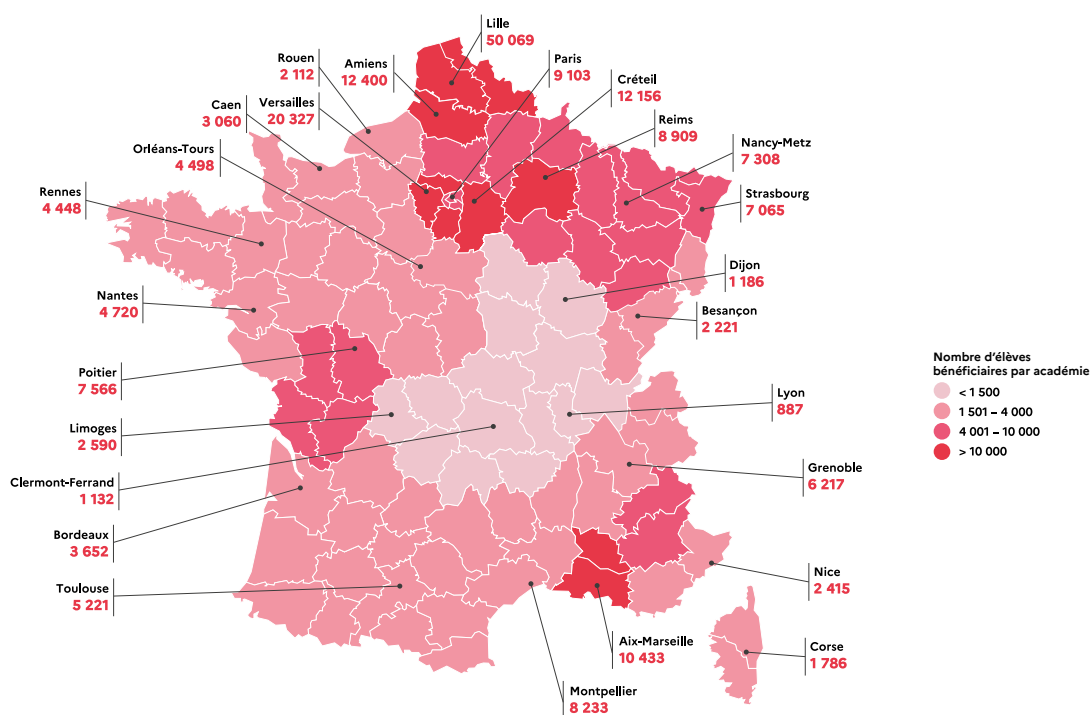 Lille
50 069
Rouen
2 112
Amiens
12 400
Paris
9 103
Créteil
12 156
Caen
3 060
Versailles
20 327
Reims
8 909
Orléans-Tours
4 498
Nancy-Metz
7 308
Rennes
4 448
Strasbourg
7 065
Dijon
1 186
Nantes
4 720
Besançon
2 221
Poitier
7 566
Nombre d'élèves
bénéficiaires par académie
< 1 500
1 501 – 4 000
4 001 – 10 000
> 10 000
Lyon
887
Limoges
2 590
Clermont-Ferrand
1 132
Grenoble
6 217
Bordeaux
3 652
Nice
2 415
Toulouse
5 221
Aix-Marseille
10 433
Corse
1 786
Montpellier
8 233